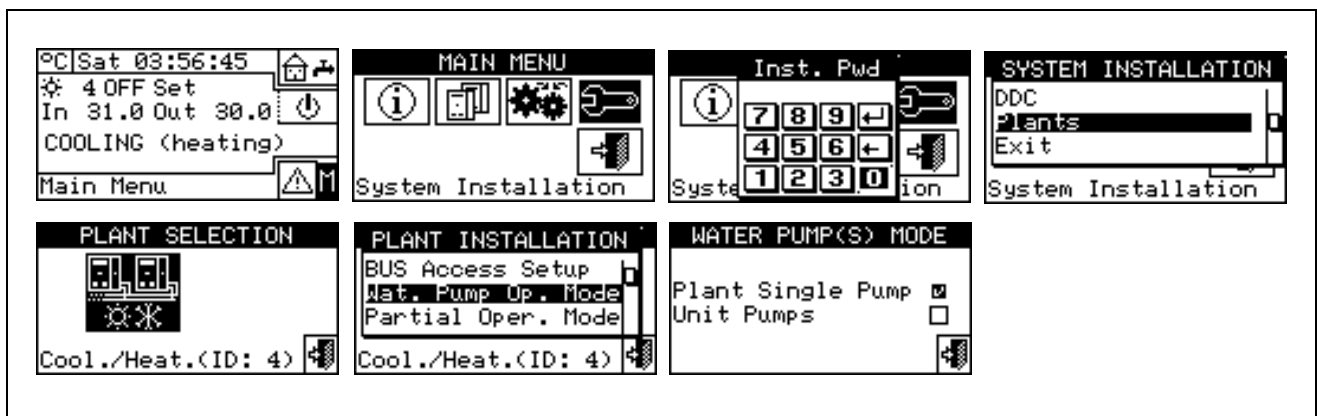 ºC Sat 03:56:45
4 OFF Set
In 31.0 Out 30.0
COOLING (heating)
Main Menu M
MAIN MENU
i
System Installation
Inst. Pwd
i
7 8 9
4 5 6
1 2 3 0
Syste ion
SYSTEM INSTALLATION
DDC
Plants
Exit
System Installation
PLANT SELECTION
Cool./Heat.(ID: 4)
PLANT INSTALLATION
BUS Access Setup
Wat. Pump Op. Mode
Partial Oper. Mode
Cool./Heat.(ID: 4)
WATER PUMP(S) MODE
Plant Single Pump
Unit Pumps